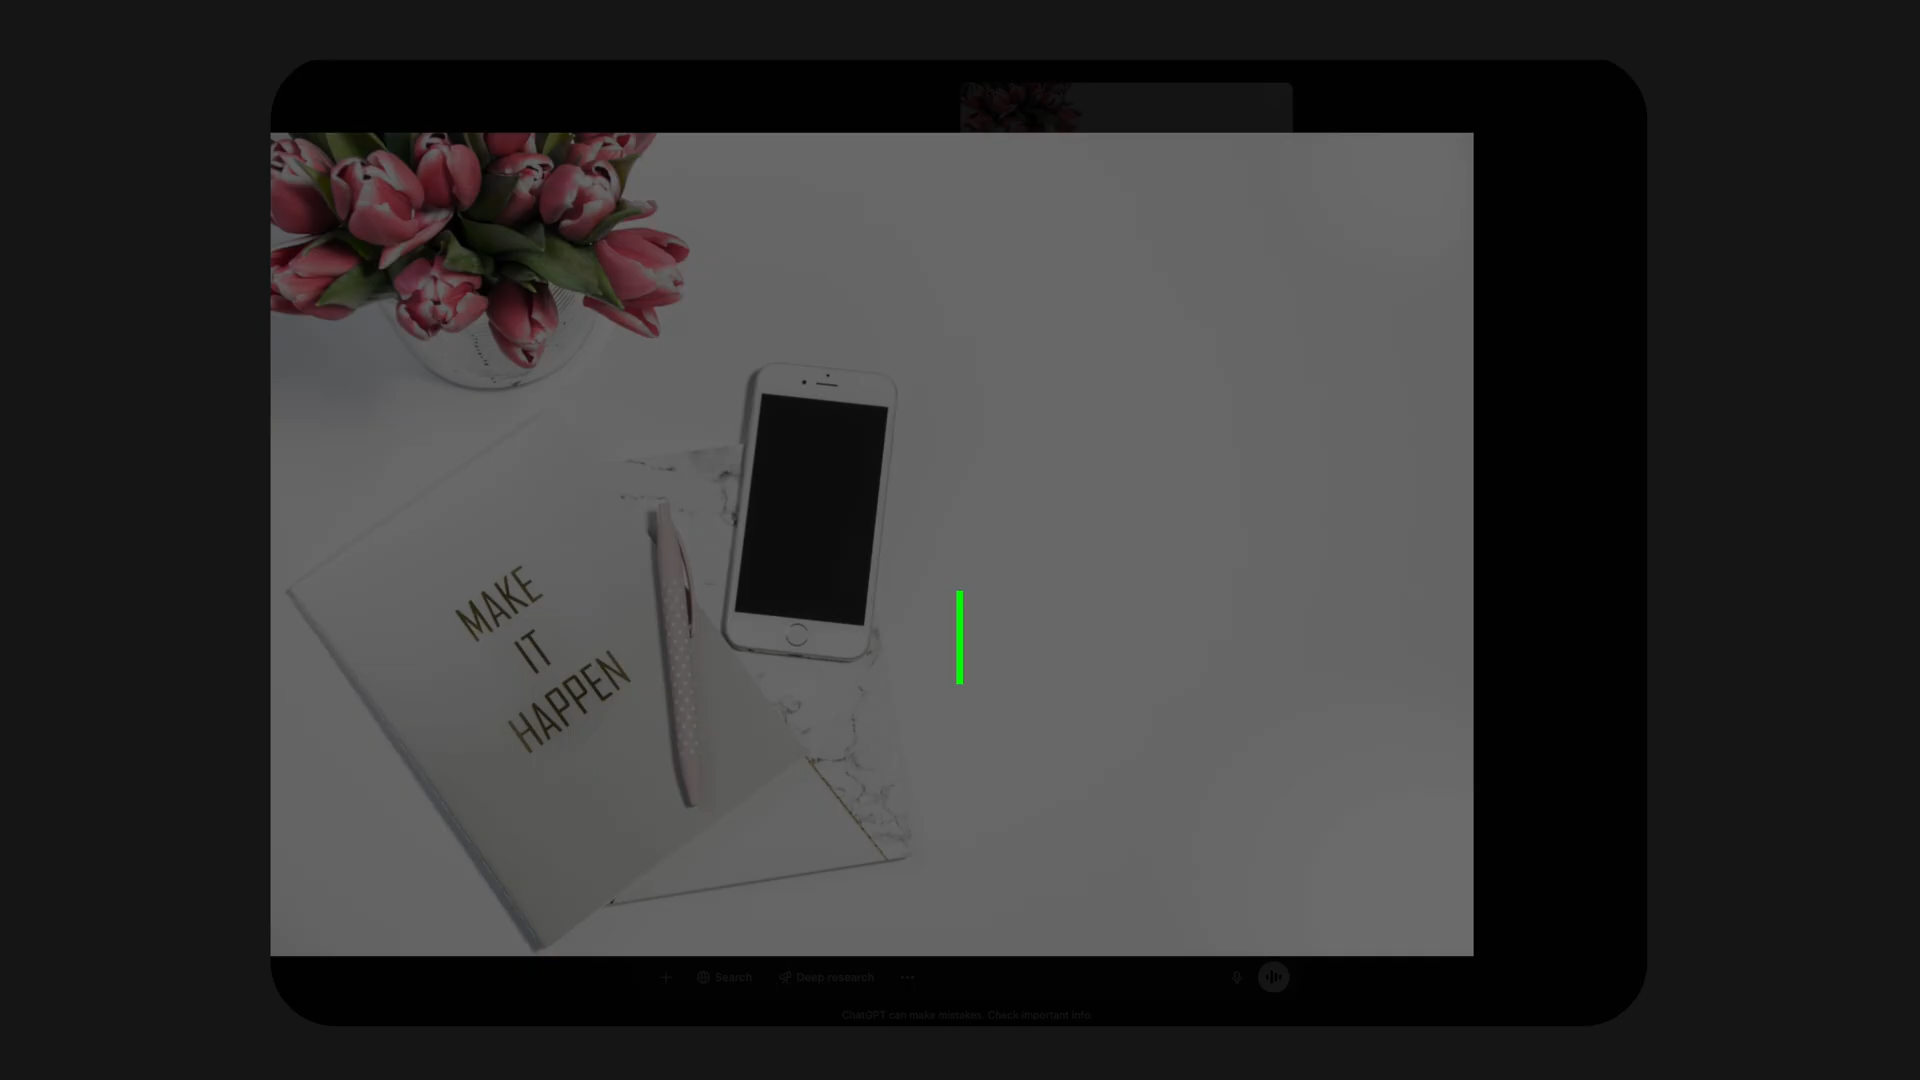 MAKE
IT
HAPPEN
Search
Deep research
ChatGPT can make mistakes. Check important info